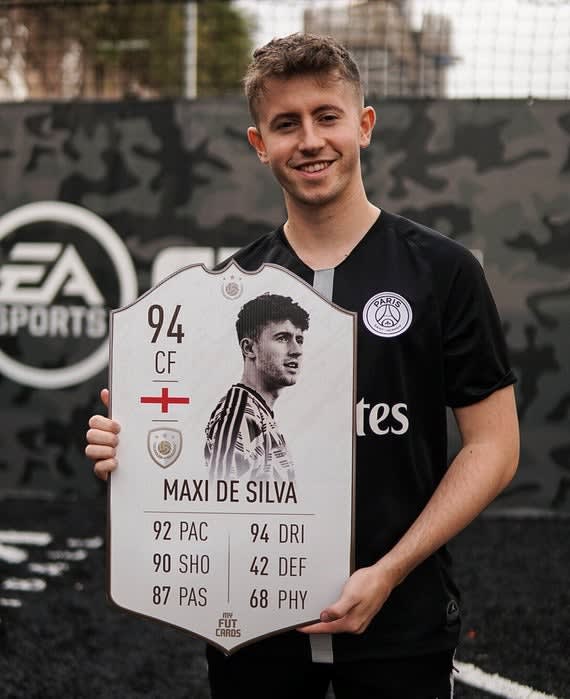 EA
SPORTS
94
CF
PARIS
MAXI DE SILVA
92 PAC
94 DRI
90 SHO
42 DEF
87 PAS
68 PHY
MY
FUT
CARDS